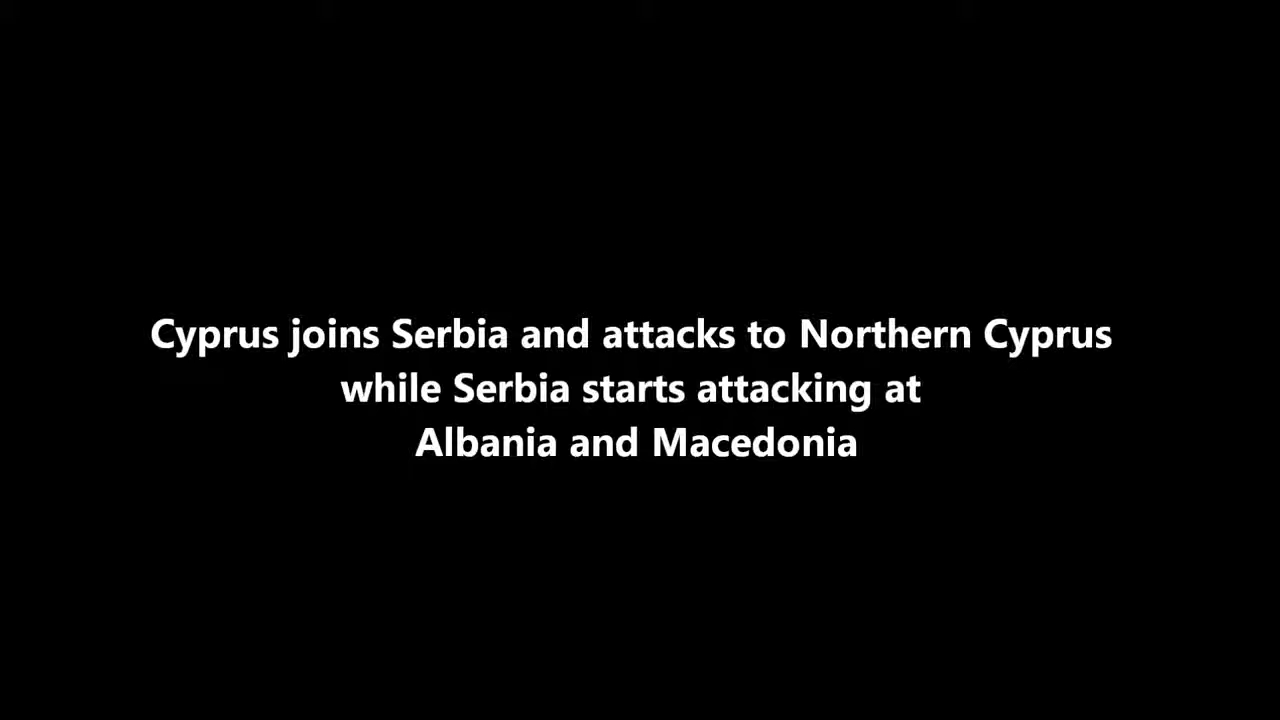 Cyprus joins Serbia and attacks to Northern Cyprus
while Serbia starts attacking at
Albania and Macedonia